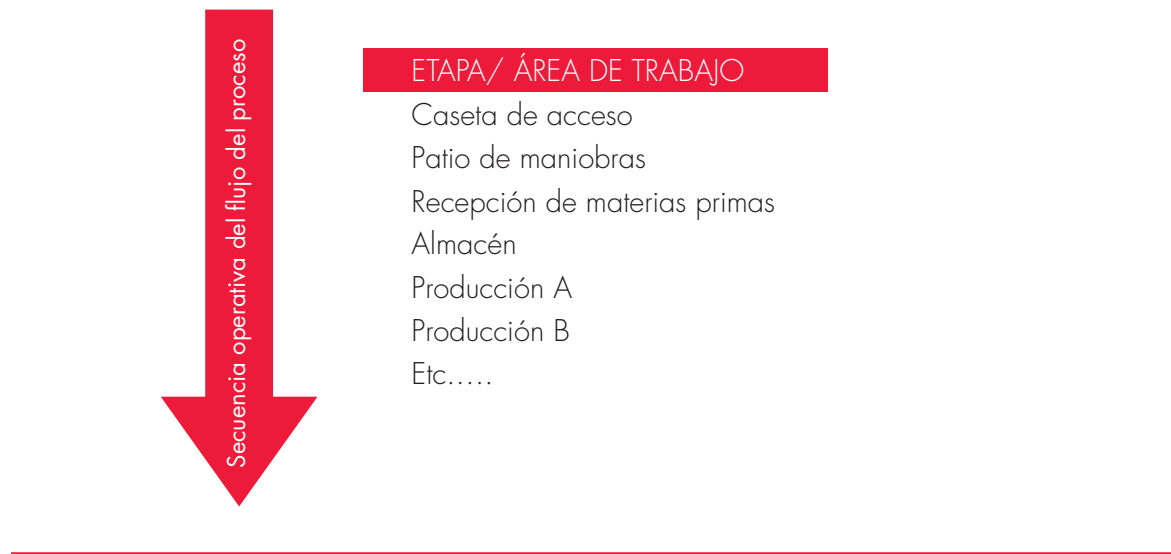 Secuencia operativa del flujo del proceso
ETAPA/ ÁREA DE TRABAJO
Caseta de acceso
Patio de maniobras
Recepción de materias primas
Almacén
Producción A
Producción B
Etc.....